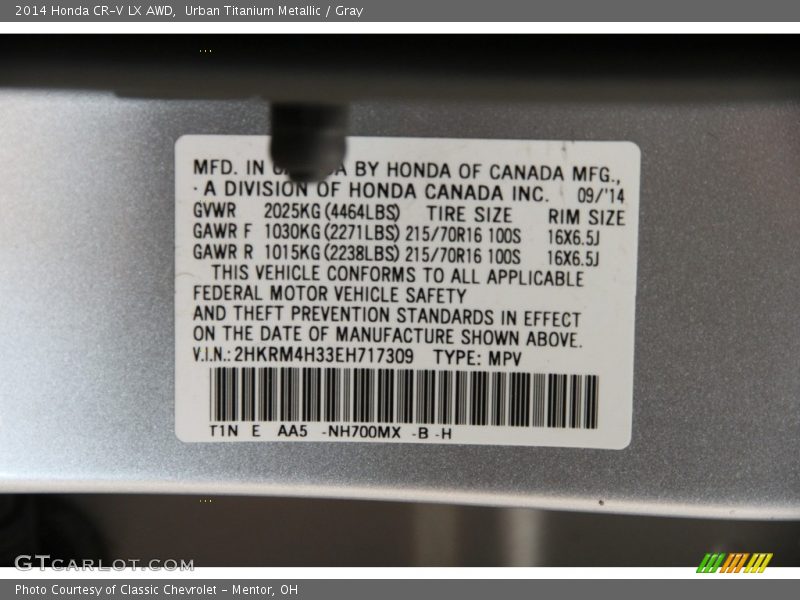 2014 Honda CR-V LX AWD, Urban Titanium Metallic / Gray
MFD. IN BY HONDA OF CANADA MFG.,
A DIVISION OF HONDA CANADA INC. 09/'14
GVWR 2025KG (4464LBS) TIRE SIZE RIM SIZE
GAWR F 1030KG (2271LBS) 215/70R16 100S 16X6.5J
GAWR R 1015KG (2238LBS) 215/70R16 100S 16X6.5J
THIS VEHICLE CONFORMS TO ALL APPLICABLE
FEDERAL MOTOR VEHICLE SAFETY
AND THEFT PREVENTION STANDARDS IN EFFECT
ON THE DATE OF MANUFACTURE SHOWN ABOVE.
V.I.N.: 2HKRM4H33EH717309 TYPE: MPV
T1N E AA5 -NH700MX -B -H
GTCARLOT.COM
Photo Courtesy of Classic Chevrolet - Mentor, OH